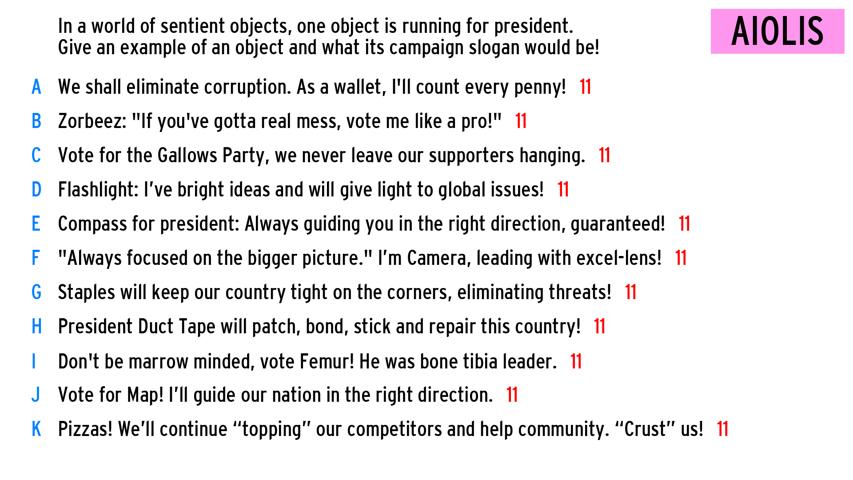 In a world of sentient objects, one object is running for president.
Give an example of an object and what its campaign slogan would be!
AIOLIS
A We shall eliminate corruption. As a wallet, I'll count every penny! 11
B Zorbeez: "If you've gotta real mess, vote me like a pro!" 11
C Vote for the Gallows Party, we never leave our supporters hanging. 11
D Flashlight: I've bright ideas and will give light to global issues! 11
E Compass for president: Always guiding you in the right direction, guaranteed! 11
F "Always focused on the bigger picture." I'm Camera, leading with excel-lens! 11
G Staples will keep our country tight on the corners, eliminating threats! 11
H President Duct Tape will patch, bond, stick and repair this country! 11
I Don't be marrow minded, vote Femur! He was bone tibia leader. 11
J Vote for Map! I'll guide our nation in the right direction. 11
K Pizzas! We'll continue “topping” our competitors and help community. “Crust” us! 11